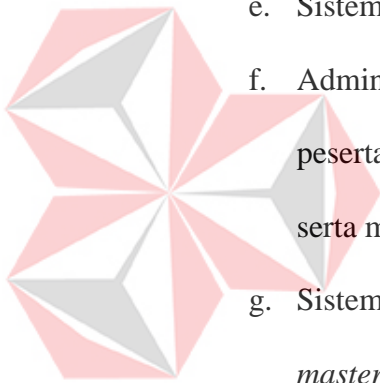 e. Sistem
f. Admin
peserta
serta m
g. Sistem
master